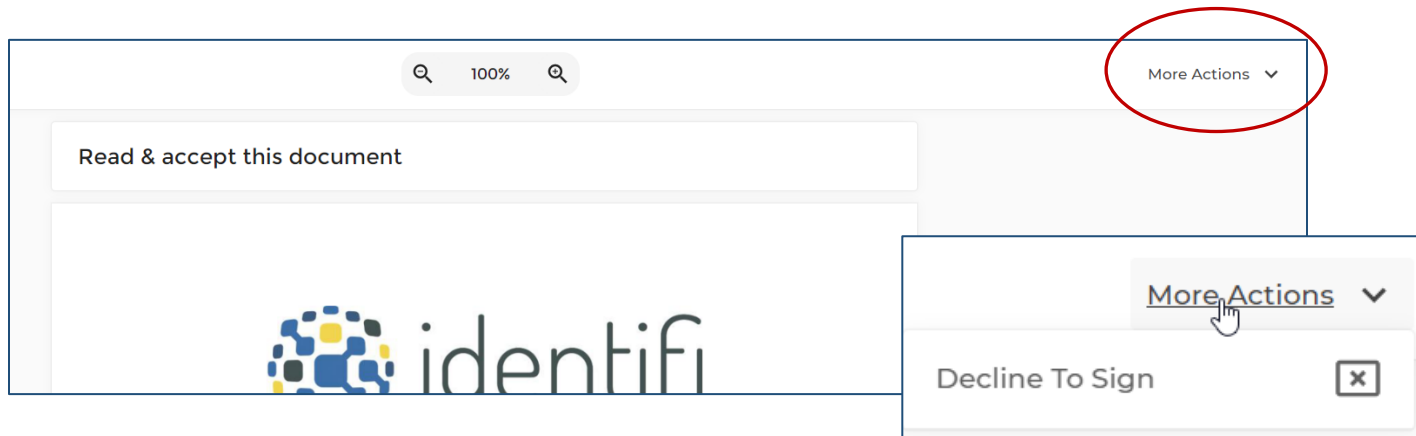 100%
More Actions
Read & accept this document
identifi
More Actions
Decline To Sign